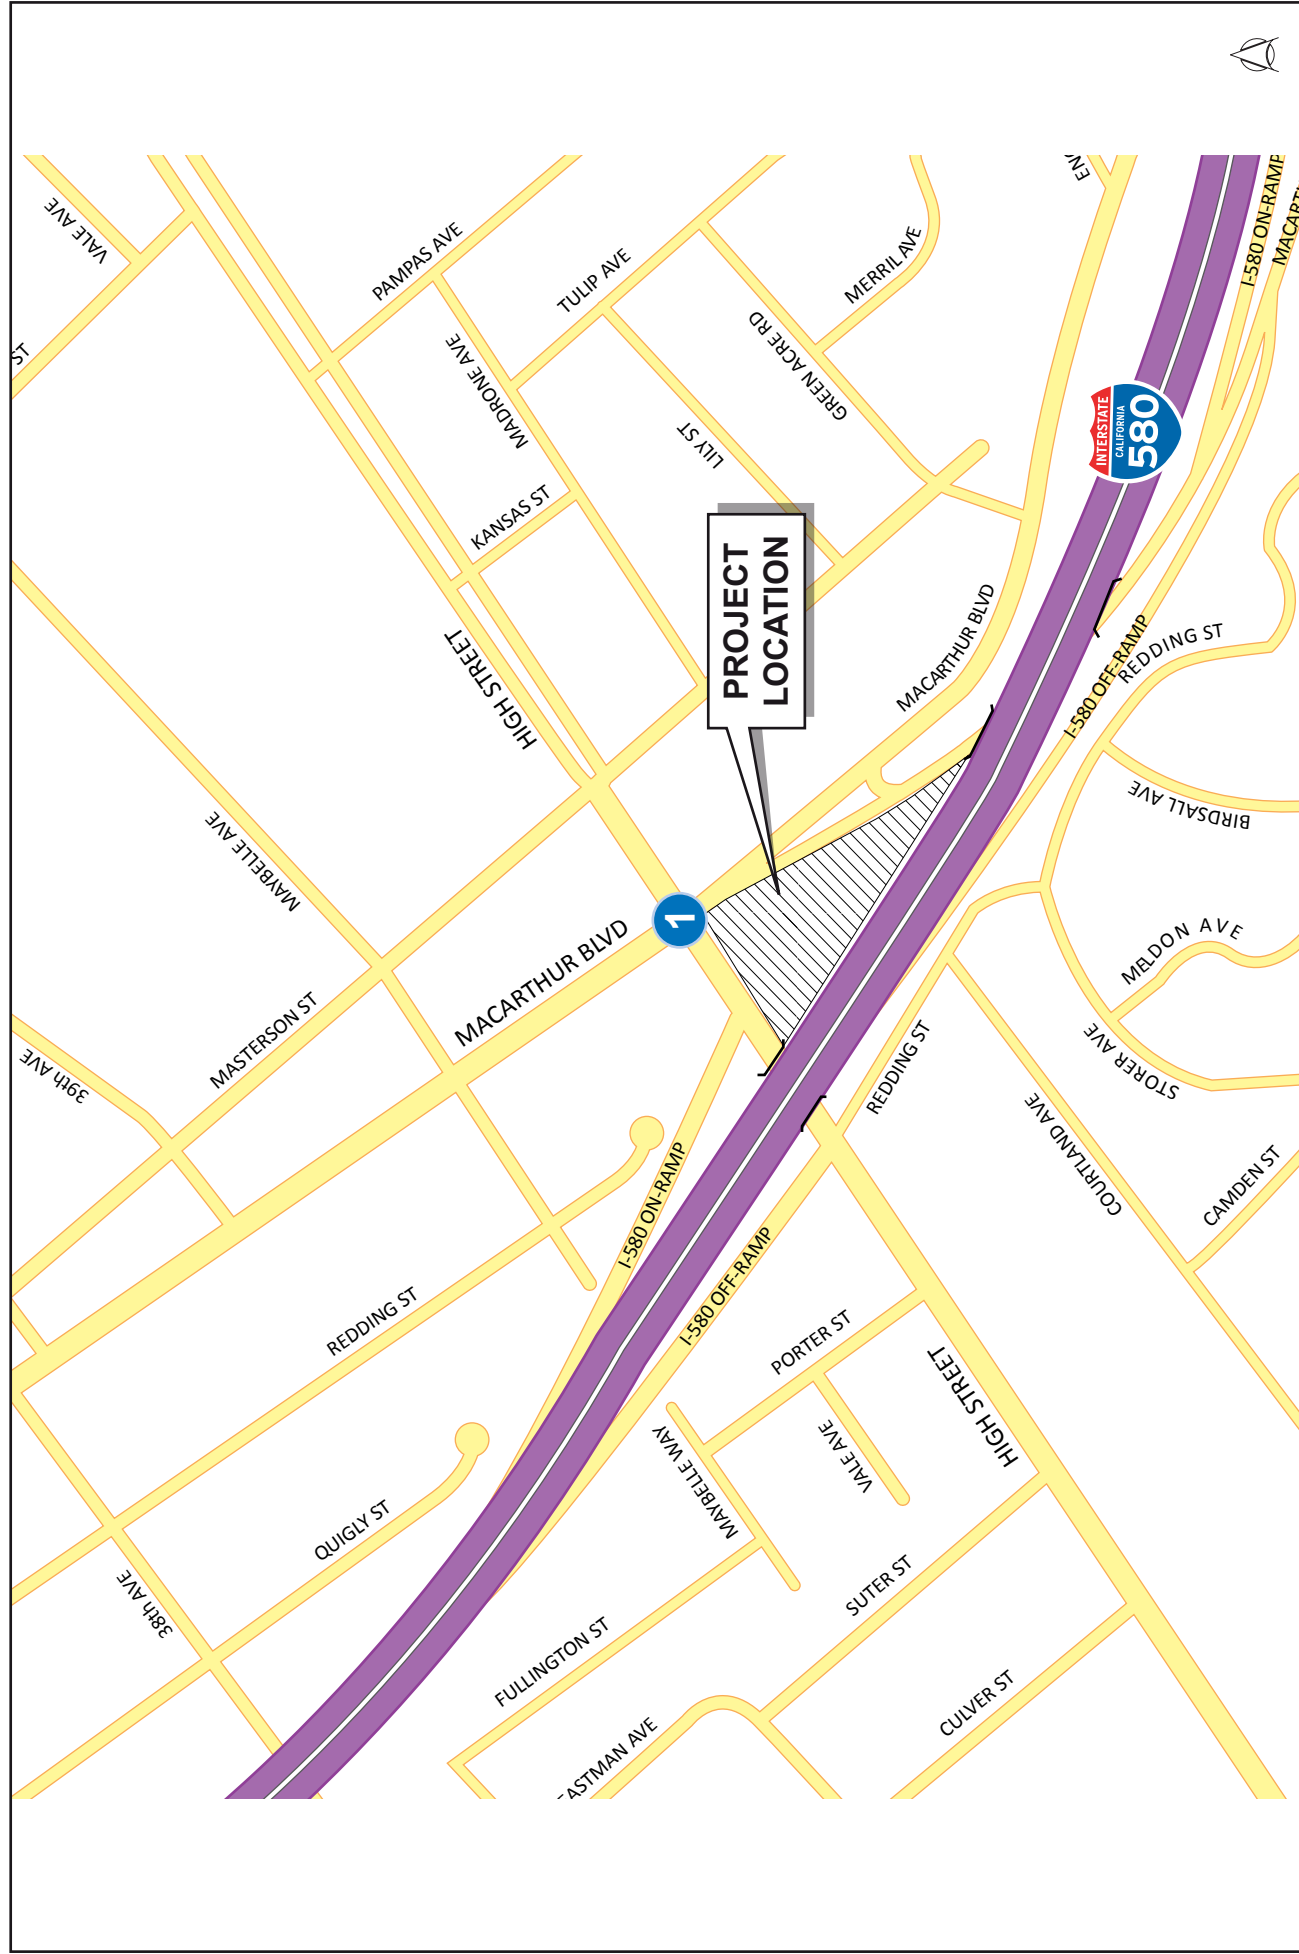 ST
39th AVE
VALE AVE
38th AVE
MASTERSON ST
MAYBELLE AVE
QUIGLY ST
REDDING ST
PAMPAS AVE
MACARTHUR BLVD
HIGH STREET
MADRONE AVE
KANSAS ST
FULLINGTON ST
TULIP AVE
EASTMAN AVE
I-580 ON-RAMP
1
LILY ST
MAYBELLE WAY
I-580 OFF-RAMP
PROJECT
LOCATION
GREEN ACRE RD
PORTER ST
VALE AVE
SUTER ST
MERRIL AVE
REDDING ST
MACARTHUR BLVD
HIGH STREET
CULVER ST
COURTLAND AVE
I-580 OFF-RAMP
INTERSTATE
CALIFORNIA
580
STORER AVE
MELDON AVE
REDDING ST
BIRDSALL AVE
CAMDEN ST
I-580 ON-RAMP
MACART